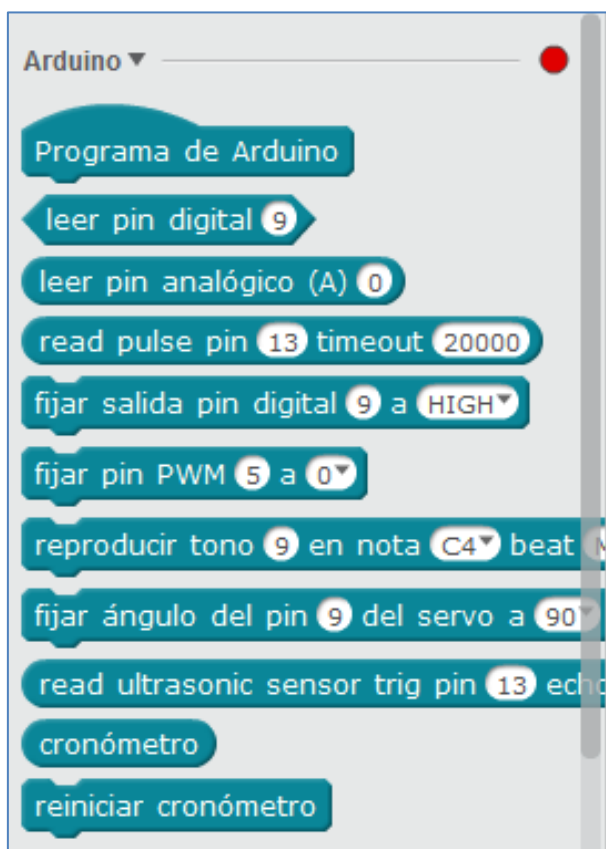 Arduino
Programa de Arduino
leer pin digital 9
leer pin analógico (A) 0
read pulse pin 13 timeout 20000
fijar salida pin digital 9 a HIGH
fijar pin PWM 5 a 0
reproducir tono 9 en nota C4 beat
fijar ángulo del pin 9 del servo a 90
read ultrasonic sensor trig pin 13 echo
cronómetro
reiniciar cronómetro